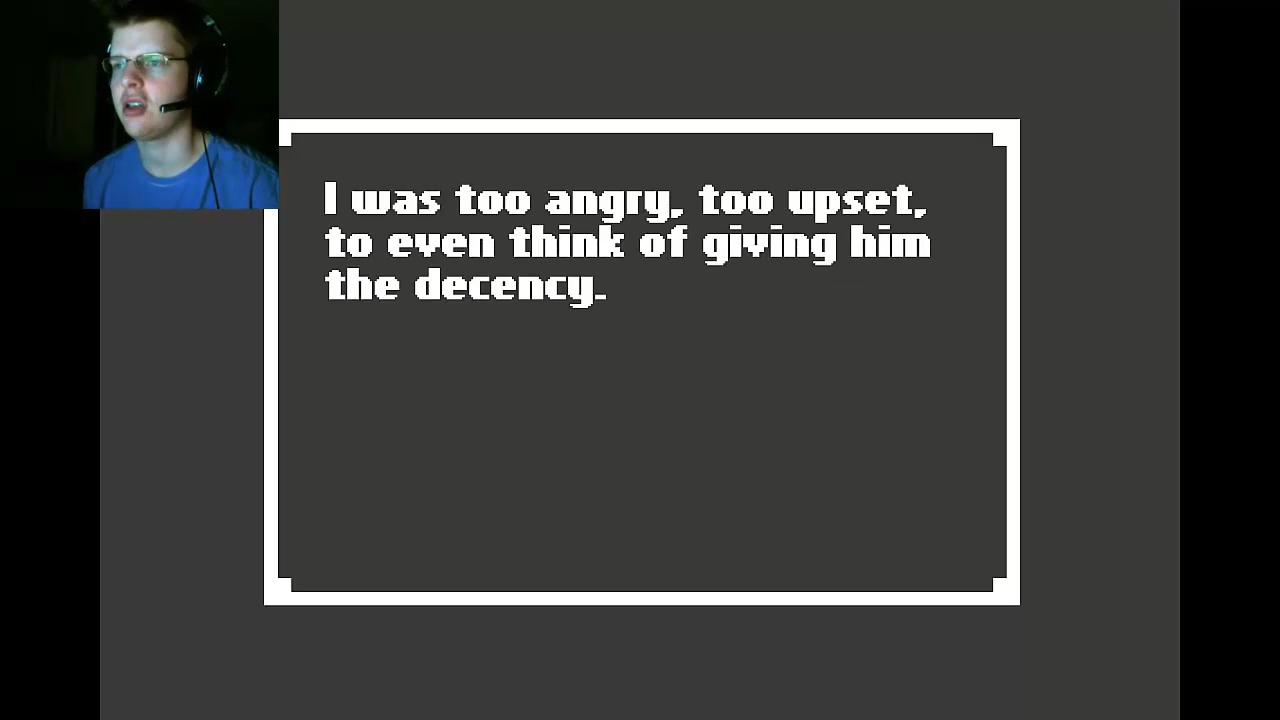 I was too angry, too upset,
to even think of giving him
the decency.